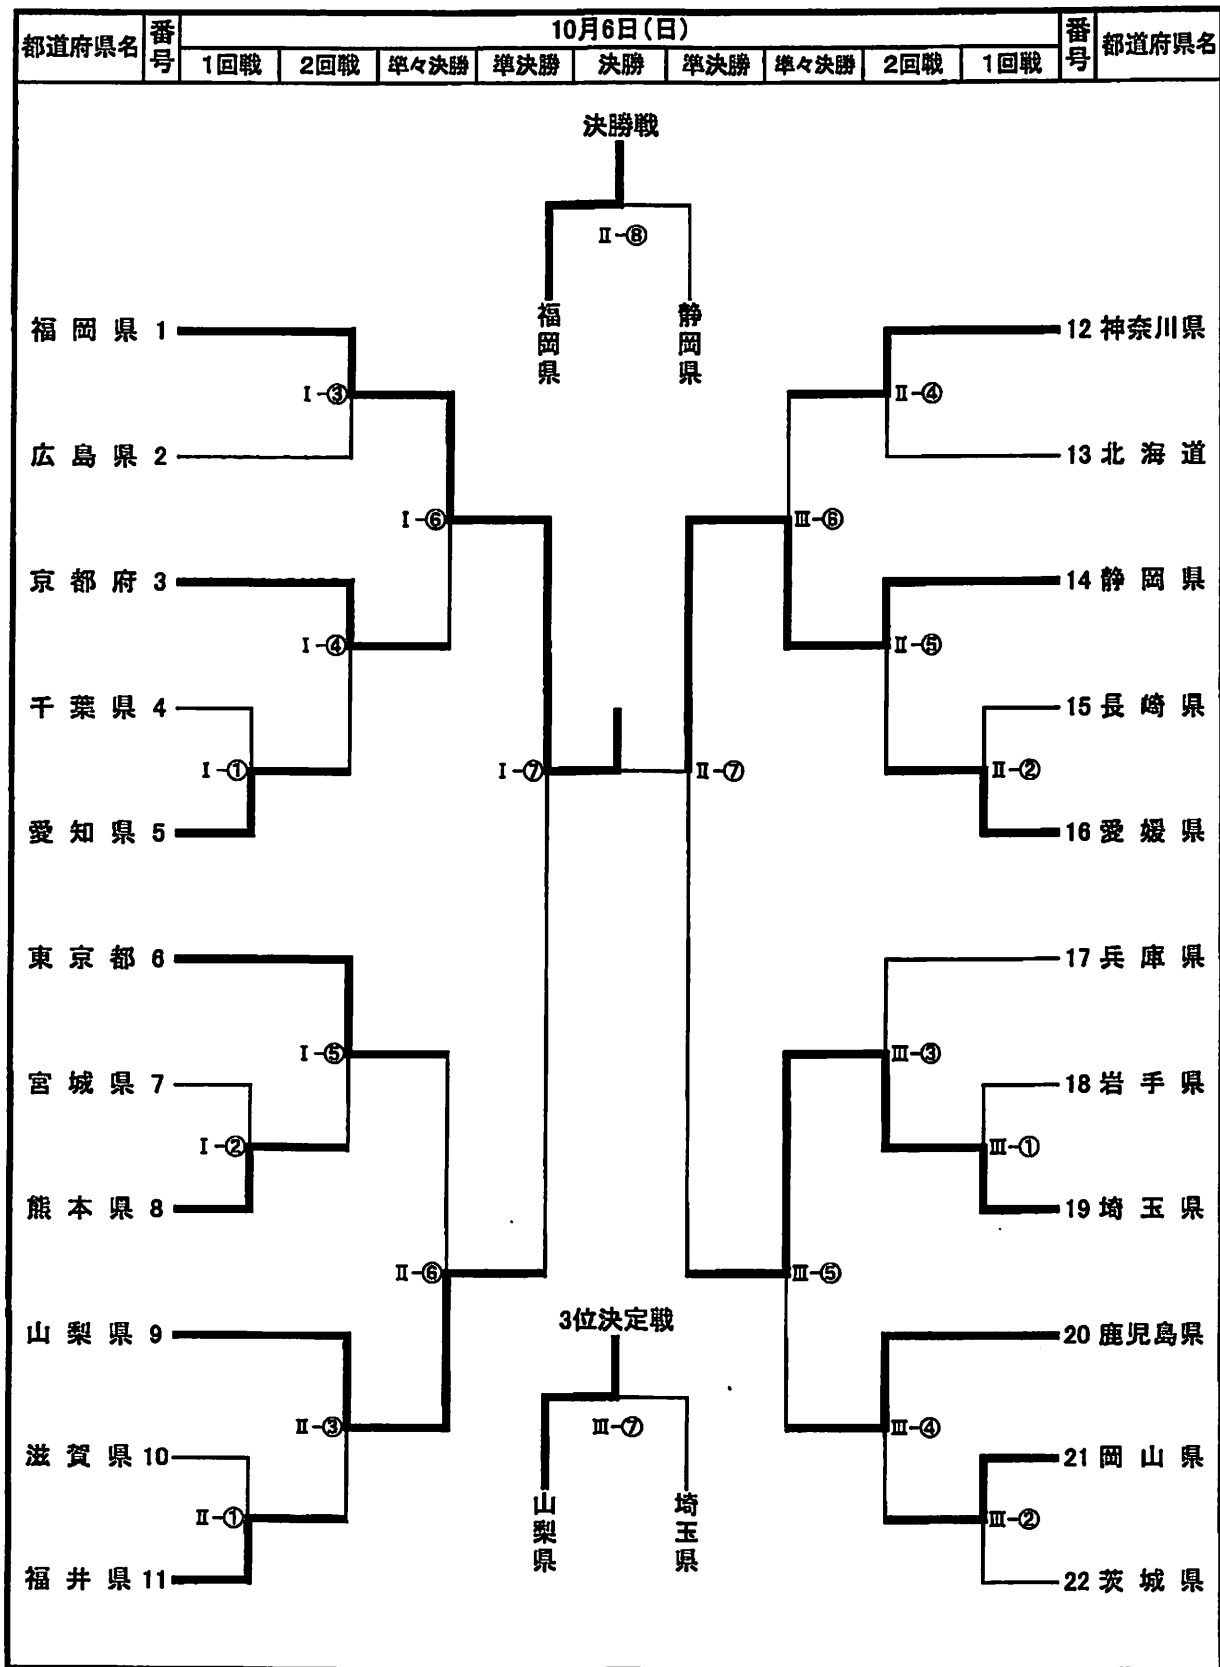 都道府県名 番号 10月6日(日) 番号 都道府県名
1回戦 2回戦 準々決勝 準決勝 決勝 準決勝 準々決勝 2回戦 1回戦
決勝戦
Ⅱ-⑧
福岡県 静岡県
福岡県 1 12 神奈川県
Ⅰ-③ Ⅱ-④
広島県 2 13 北海道
Ⅰ-⑥ Ⅲ-⑥
京都府 3 14 静岡県
Ⅰ-④ Ⅱ-⑤
千葉県 4 15 長崎県
Ⅰ-① Ⅰ-⑦ Ⅱ-⑦ Ⅱ-②
愛知県 5 16 愛媛県
東京都 6 17 兵庫県
Ⅰ-⑤ Ⅲ-③
宮城県 7 18 岩手県
Ⅰ-② Ⅲ-①
熊本県 8 19 埼玉県
Ⅱ-⑥ Ⅲ-⑤
3位決定戦
山梨県 9 20 鹿児島県
Ⅱ-③ Ⅲ-⑦ Ⅲ-④
滋賀県 10 21 岡山県
山梨県 埼玉県
Ⅱ-① Ⅲ-②
福井県 11 22 茨城県